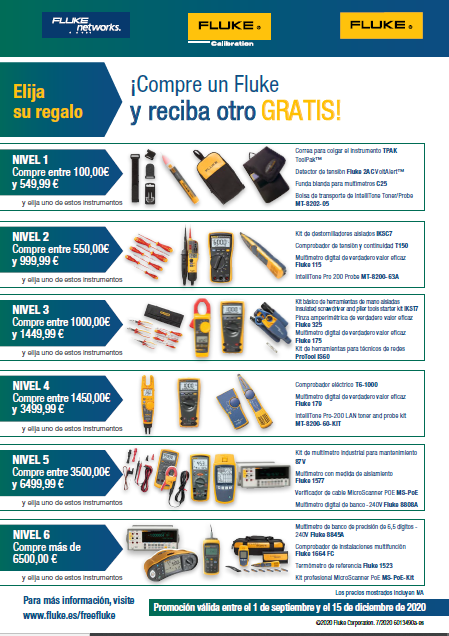 FLUKE
networks.
FLUKE ®
Calibration
FLUKE ®
Elija
su regalo
¡Compre un Fluke
y reciba otro GRATIS!
NIVEL 1
Compre entre 100,00€
y 549,99 €
y elija uno de estos instrumentos
Correa para colgar el instrumento TPAK
ToolPak™
Detector de tensión Fluke 2AC VoltAlert™
Funda blanda para multímetros C25
Bolsa de transporte de IntelliTone Toner/Probe
MT-8202-05
NIVEL 2
Compre entre 550,00€
y 999,99 €
y elija uno de estos instrumentos
Kit de destornilladores aislados IKSC7
Comprobador de tensión y continuidad T150
Multímetro digital de verdadero valor eficaz
Fluke 115
IntelliTone Pro 200 Probe MT-8200-63A
NIVEL 3
Compre entre 1000,00€
y 1449,99 €
y elija uno de estos instrumentos
Kit básico de herramientas de mano aisladas
Insulated screwdriver and plier tools starter kit IKST7
Pinza amperimétrica de verdadero valor eficaz
Fluke 325
Multímetro digital de verdadero valor eficaz
Fluke 175
Kit de herramientas para técnicos de redes
ProTool IS60
NIVEL 4
Compre entre 1450,00€
y 3499,99 €
y elija uno de estos instrumentos
Comprobador eléctrico T6-1000
Multímetro digital de verdadero valor eficaz
Fluke 179
IntelliTone Pro-200 LAN toner and probe kit
MT-8200-60-KIT
NIVEL 5
Compre entre 3500,00€
y 6499,99 €
y elija uno de estos instrumentos
Kit de multímetro industrial para mantenimiento
87V
Multímetro con medida de aislamiento
Fluke 1577
Verificador de cable MicroScanner POE MS-PoE
Multímetro digital de banco - 240V Fluke 8808A
NIVEL 6
Compre más de
6500,00 €
y elija uno de estos instrumentos
Multímetro de banco de precisión de 6,5 dígitos -
240V Fluke 8845A
Comprobador de instalaciones multifunción
Fluke 1664 FC
Termómetro de referencia Fluke 1523
Kit profesional MicroScanner PoE MS-PoE-Kit
Los precios mostrados incluyen IVA
Para más información, visite
www.fluke.es/freefluke
Promoción válida entre el 1 de septiembre y el 15 de diciembre de 2020
©2020 Fluke Corporation. 7/2020 6013490a-es